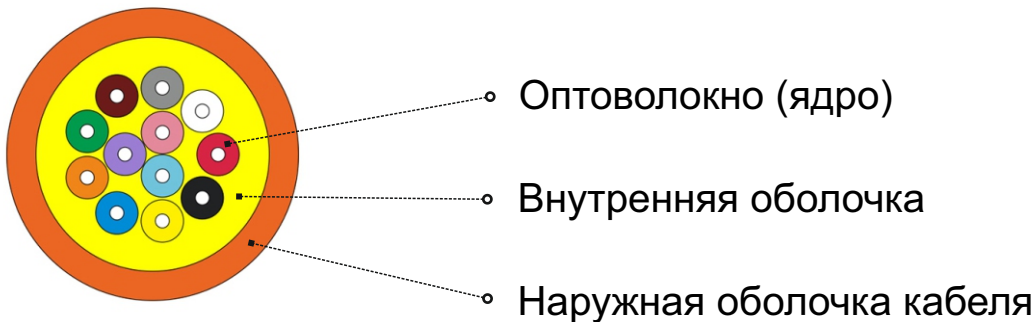 Оптоволокно (ядро)
Внутренняя оболочка
Наружная оболочка кабеля